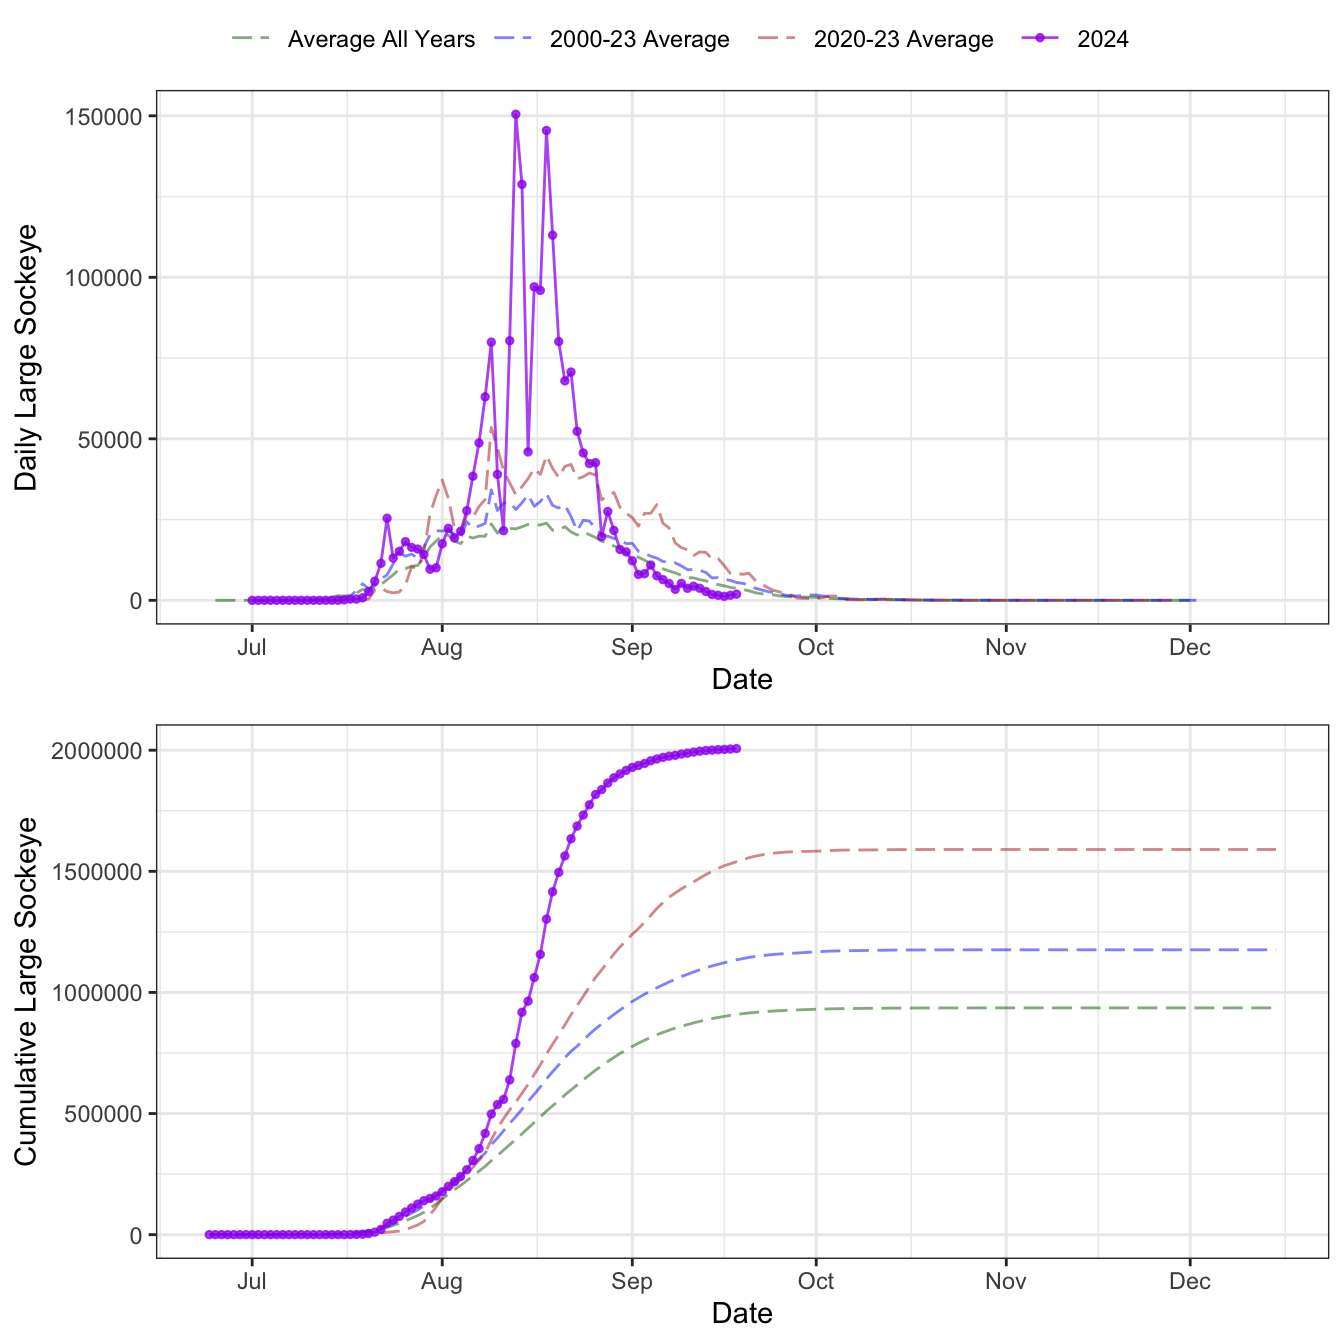 Average All Years 2000-23 Average 2020-23 Average 2024
Daily Large Sockeye
150000
100000
50000
0
Jul Aug Sep Oct Nov Dec
Date
Cumulative Large Sockeye
2000000
1500000
1000000
500000
0
Jul Aug Sep Oct Nov Dec
Date